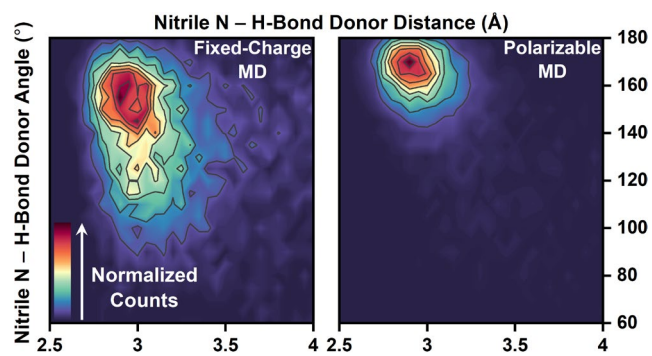 Nitrile N – H-Bond Donor Distance (Å)
Nitrile N – H-Bond Donor Angle (°)
Fixed-Charge
MD
Polarizable
MD
Normalized
Counts
180
160
140
120
100
80
60
2.5 3 3.5 4
2.5 3 3.5 4